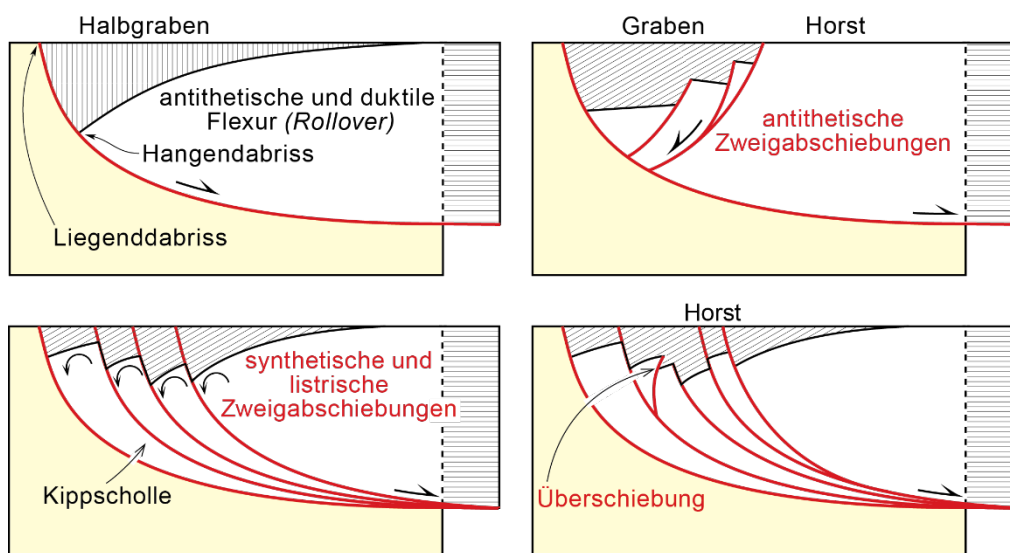 Halbgraben
antithetische und duktile
Flexur (Rollover)
Hangendabriss
Liegenddabriss
Graben
Horst
antithetische
Zweigabschiebungen
synthetische und
listrische
Zweigabschiebungen
Kippscholle
Horst
Überschiebung